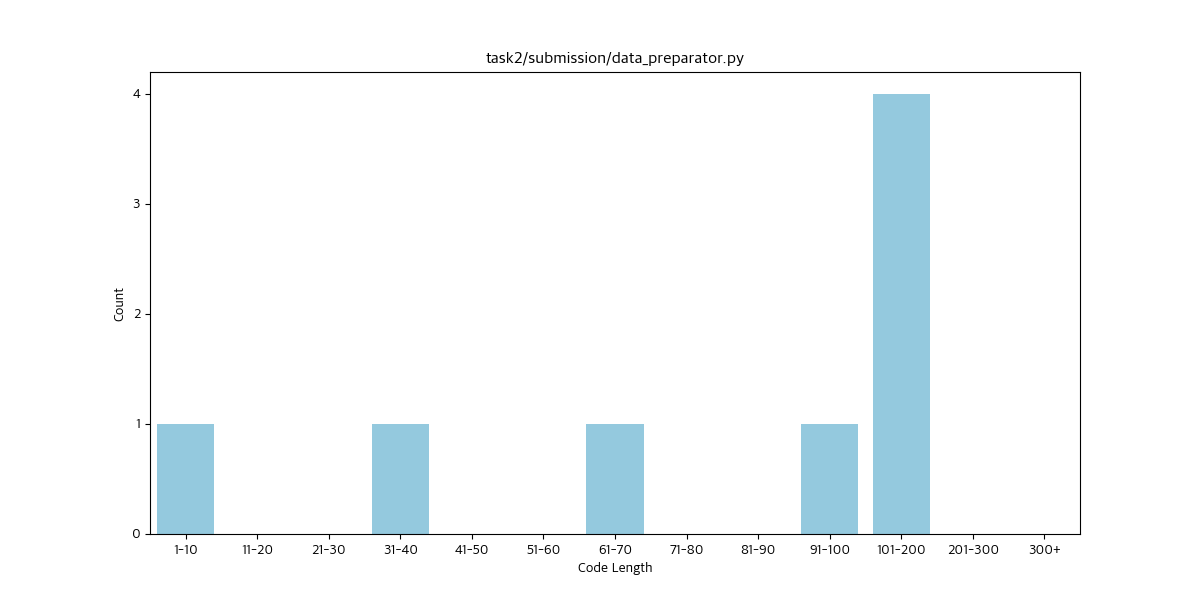 task2/submission/data_preparator.py
4
3
2
1
0
Count
1-10 11-20 21-30 31-40 41-50 51-60 61-70 71-80 81-90 91-100 101-200 201-300 300+
Code Length